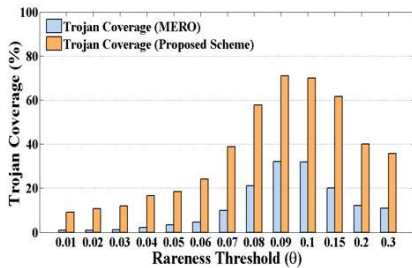 100
80
60
40
20
0
Trojan Coverage (%)
Trojan Coverage (MERO)
Trojan Coverage (Proposed Scheme)
0.01 0.02 0.03 0.04 0.05 0.06 0.07 0.08 0.09 0.1 0.15 0.2 0.3
Rareness Threshold (θ)